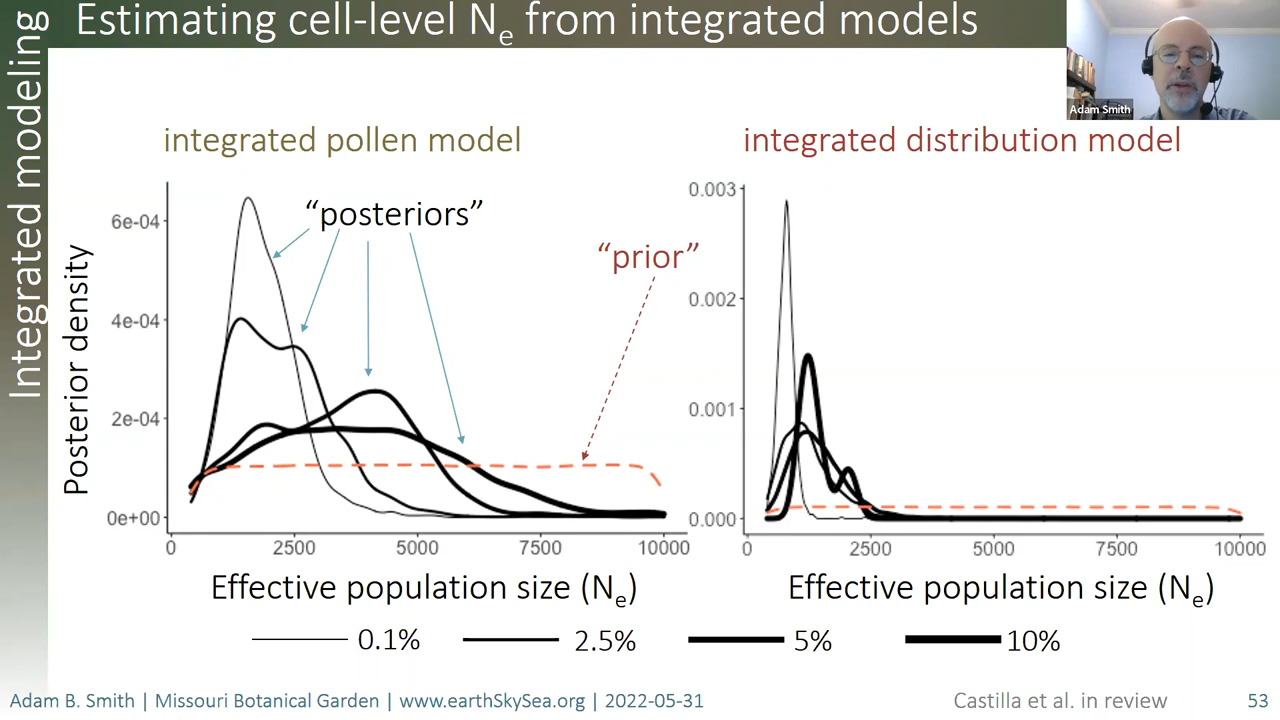 Estimating cell-level Ne from integrated models
Integrated modeling
Adam Smith
integrated pollen model
integrated distribution model
Posterior density
6e-04
4e-04
2e-04
0e+00
0 2500 5000 7500 10000
“posteriors”
“prior”
0.003
0.002
0.001
0.000
0 2500 5000 7500 10000
Effective population size (Ne)
Effective population size (Ne)
0.1% 2.5% 5% 10%
Adam B. Smith | Missouri Botanical Garden | www.earthSkySea.org | 2022-05-31
Castilla et al. in review
53